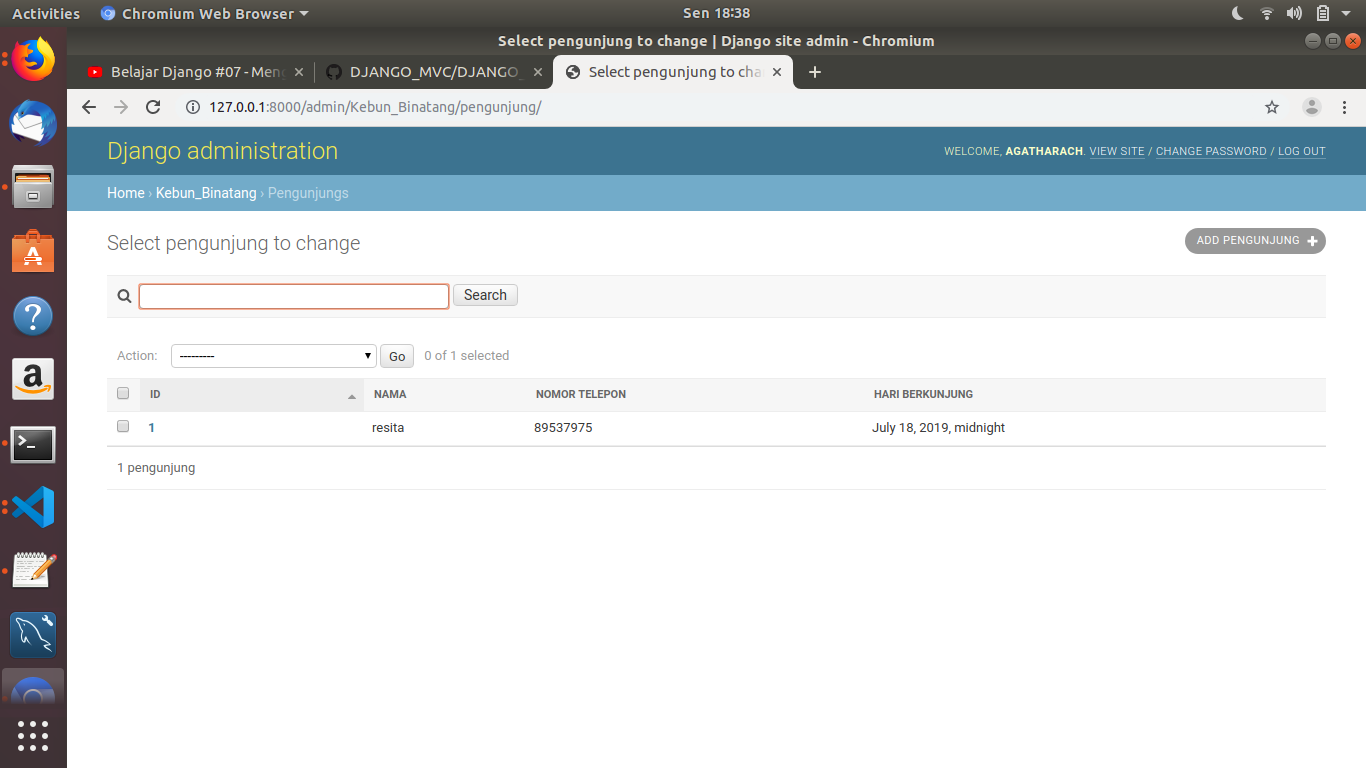 Activities Chromium Web Browser Sen 18:38
Select pengunjung to change | Django site admin - Chromium
Belajar Django #07 - Meng DJANGO_MVC/DJANGO_ Select pengunjung to cha
127.0.0.1:8000/admin/Kebun_Binatang/pengunjung/
Django administration WELCOME, AGATHARACH. VIEW SITE / CHANGE PASSWORD / LOG OUT
Home › Kebun_Binatang › Pengunjungs
Select pengunjung to change ADD PENGUNJUNG +
Search
Action: --------- Go 0 of 1 selected
ID NAMA NOMOR TELEPON HARI BERKUNJUNG
1 resita 89537975 July 18, 2019, midnight
1 pengunjung